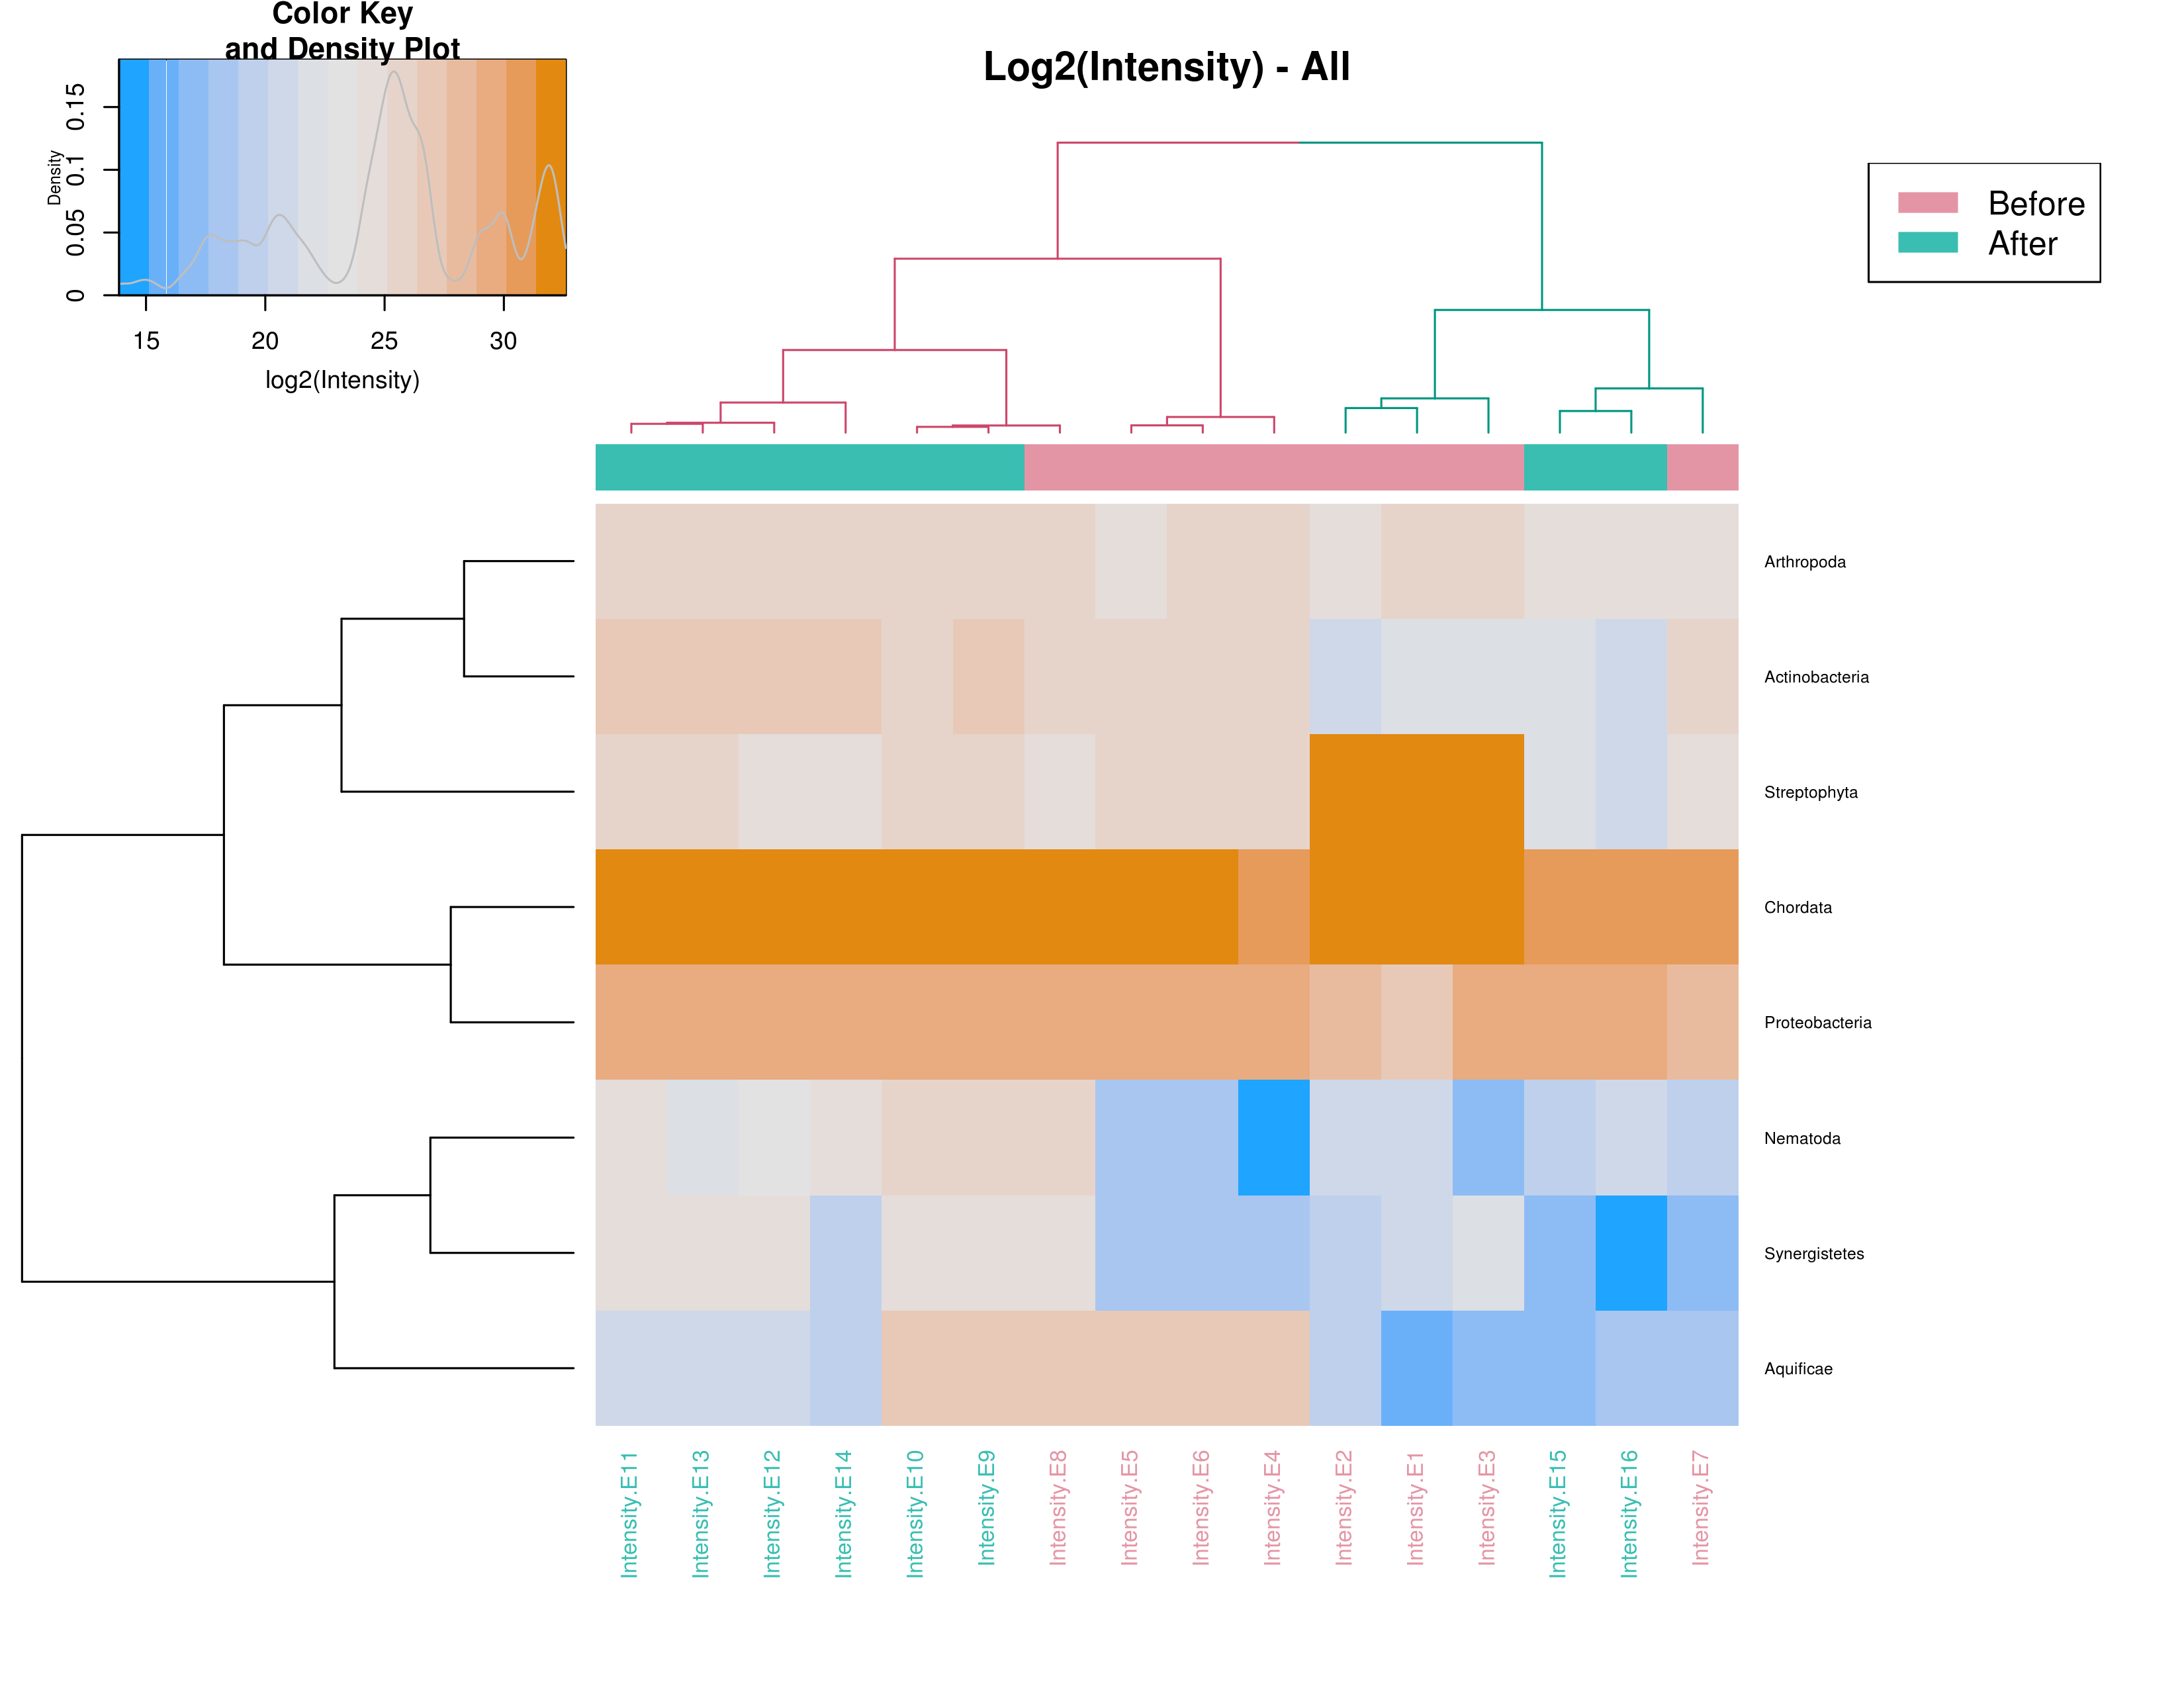 Color Key
and Density Plot
Density
0
0.05
0.1
0.15
15 20 25 30
log2(Intensity)
Log2(Intensity) - All
Before
After
Arthropoda
Actinobacteria
Streptophyta
Chordata
Proteobacteria
Nematoda
Synergistetes
Aquificae
Intensity.E11
Intensity.E13
Intensity.E12
Intensity.E14
Intensity.E10
Intensity.E9
Intensity.E8
Intensity.E5
Intensity.E6
Intensity.E4
Intensity.E2
Intensity.E1
Intensity.E3
Intensity.E15
Intensity.E16
Intensity.E7